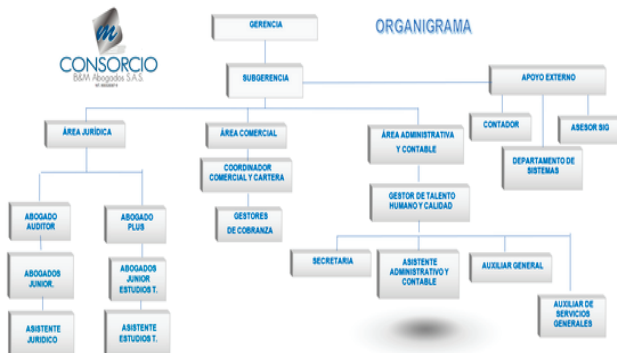 GERENCIA
ORGANIGRAMA
CONSORCIO
B&M Abogados S.A.S.
SUBGERENCIA
APOYO EXTERNO
ÁREA JURÍDICA
ÁREA COMERCIAL
ÁREA ADMINISTRATIVA
Y CONTABLE
CONTADOR
ASESOR SIG
COORDINADOR
COMERCIAL Y CARTERA
DEPARTAMENTO DE
SISTEMAS
GESTOR DE TALENTO
HUMANO Y CALIDAD
ABOGADO
AUDITOR
ABOGADO
PLUS
GESTORES
DE COBRANZA
SECRETARIA
ASISTENTE
ADMINISTRATIVO Y
CONTABLE
AUXILIAR GENERAL
ABOGADOS
JUNIOR.
ABOGADOS
JUNIOR
ESTUDIOS T.
AUXILIAR DE
SERVICIOS
GENERALES
ASISTENTE
JURIDICO
ASISTENTE
ESTUDIOS T.